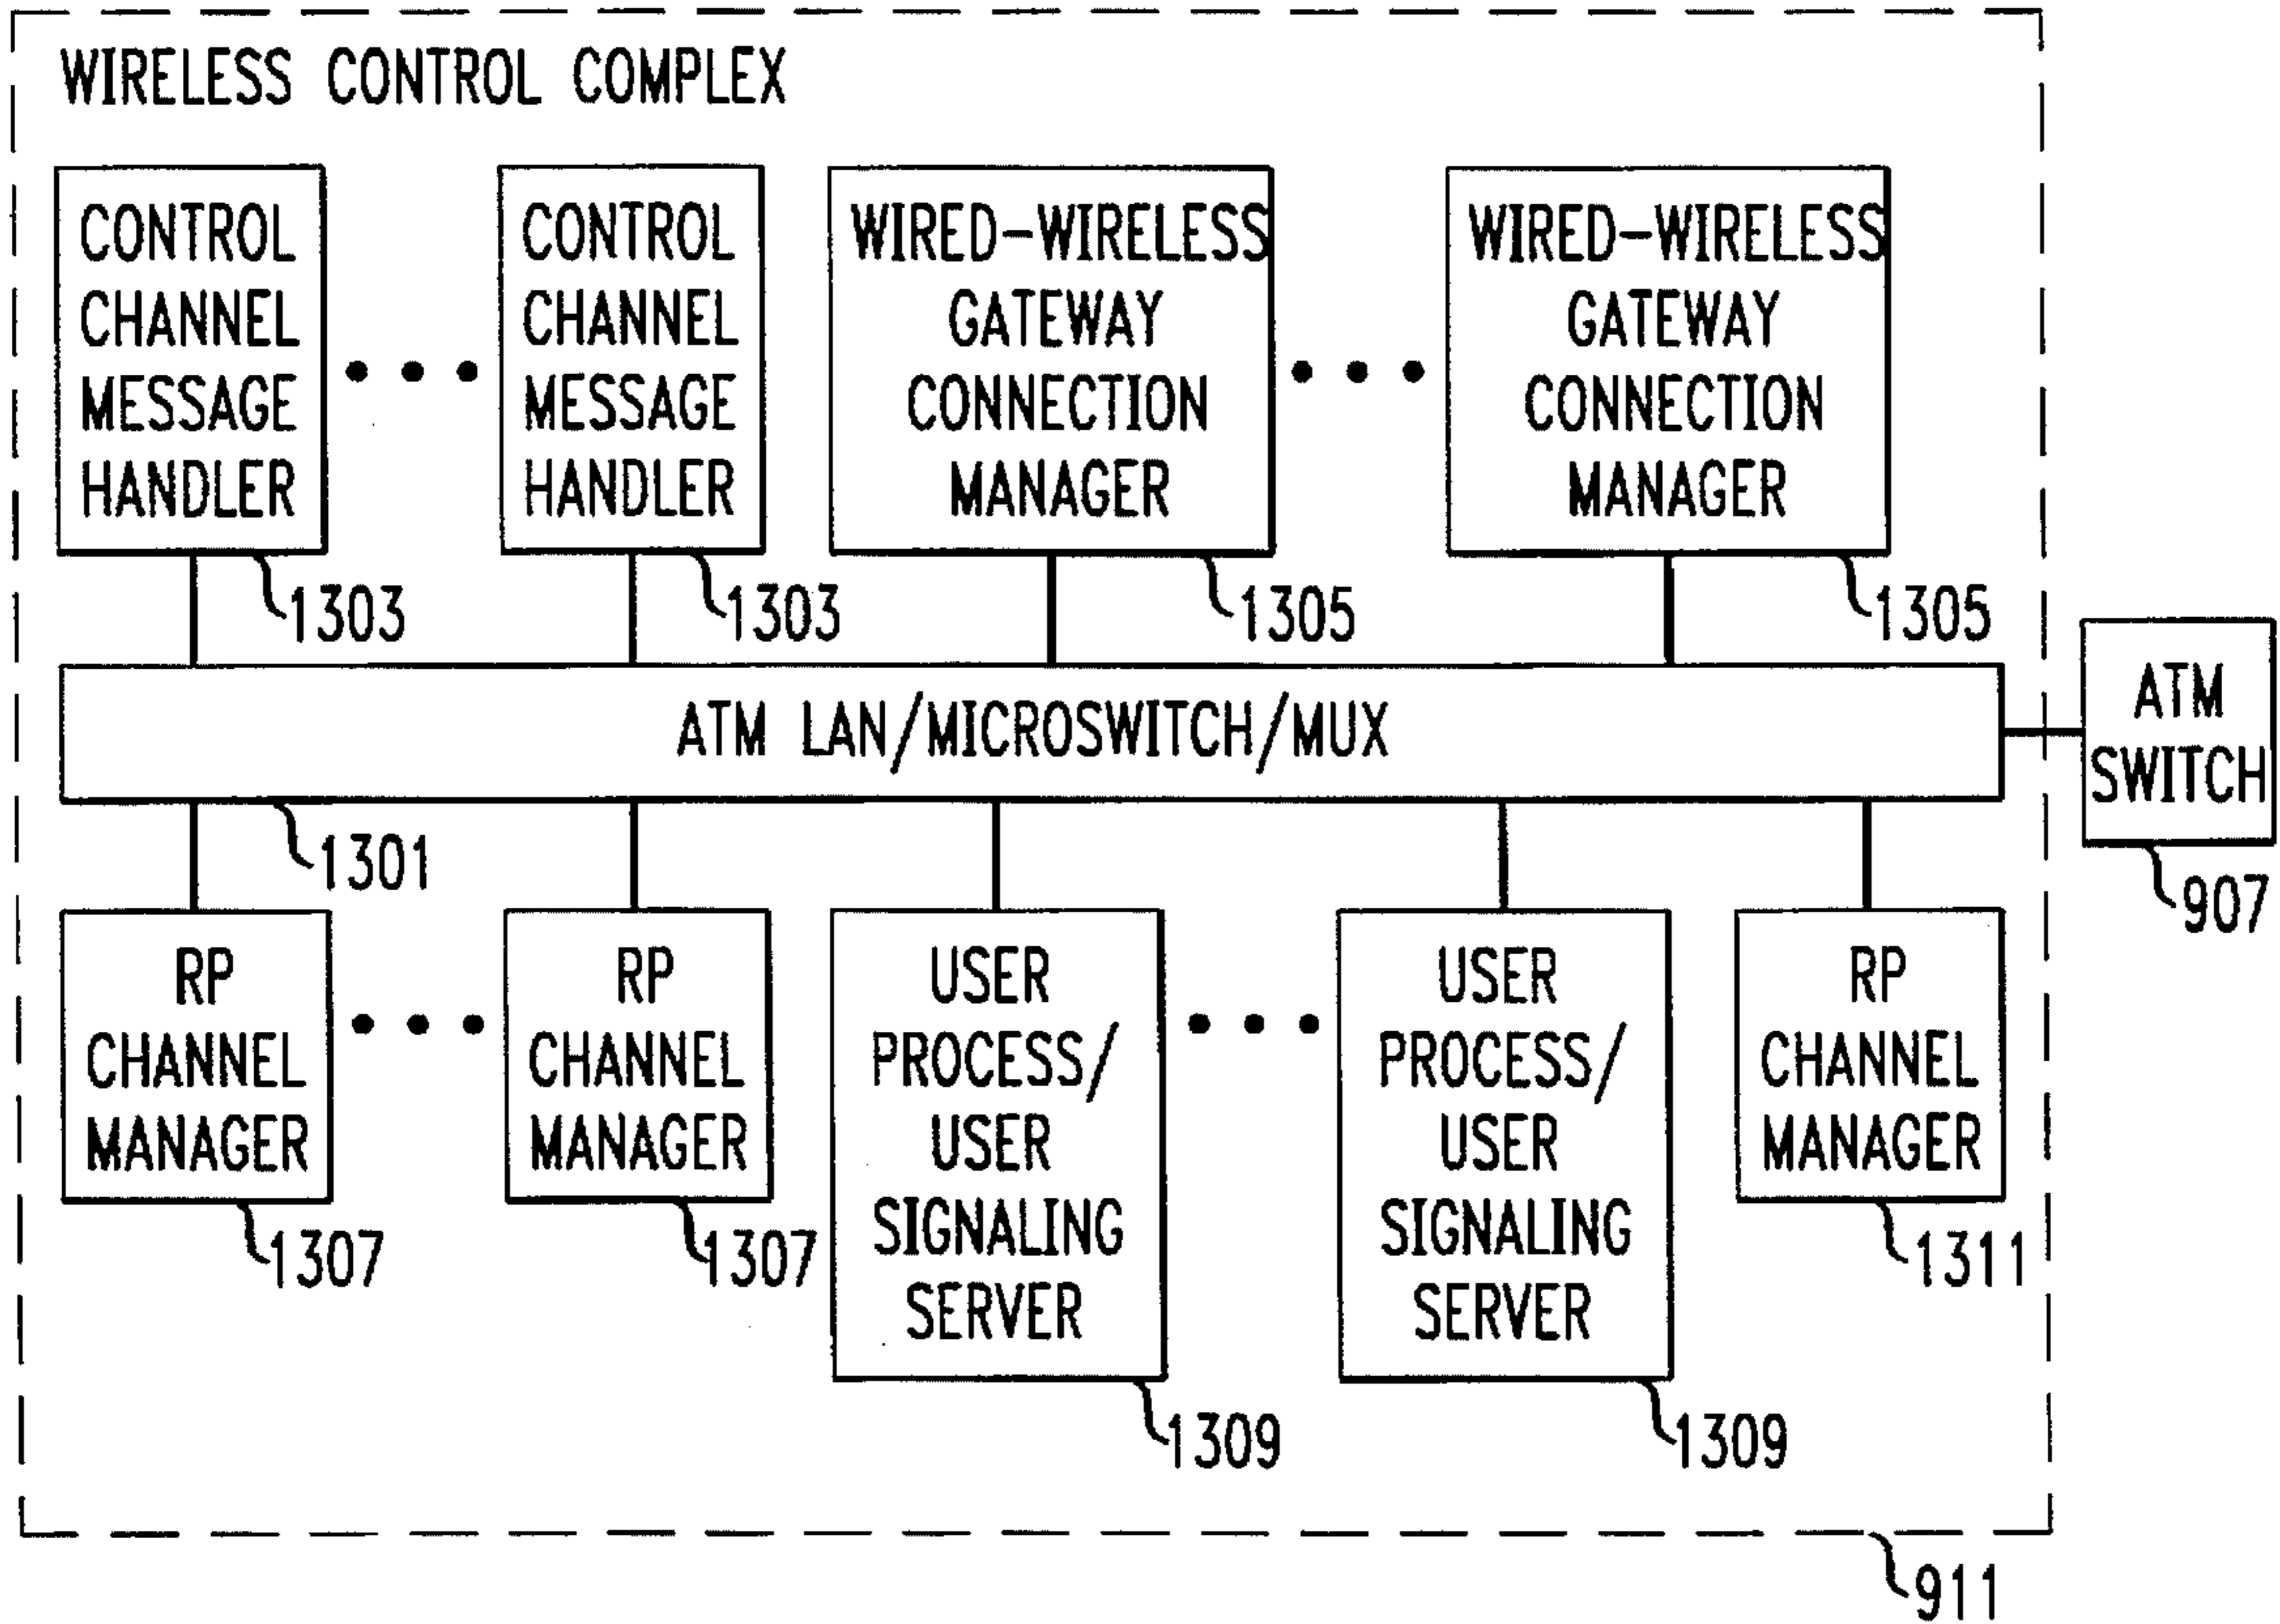 WIRELESS CONTROL COMPLEX
CONTROL
CHANNEL
MESSAGE
HANDLER
1303
CONTROL
CHANNEL
MESSAGE
HANDLER
1303
WIRED-WIRELESS
GATEWAY
CONNECTION
MANAGER
1305
WIRED-WIRELESS
GATEWAY
CONNECTION
MANAGER
1305
ATM LAN/MICROSWITCH/MUX
1301
ATM
SWITCH
907
RP
CHANNEL
MANAGER
1307
RP
CHANNEL
MANAGER
1307
USER
PROCESS/
USER
SIGNALING
SERVER
1309
USER
PROCESS/
USER
SIGNALING
SERVER
1309
RP
CHANNEL
MANAGER
1311
911